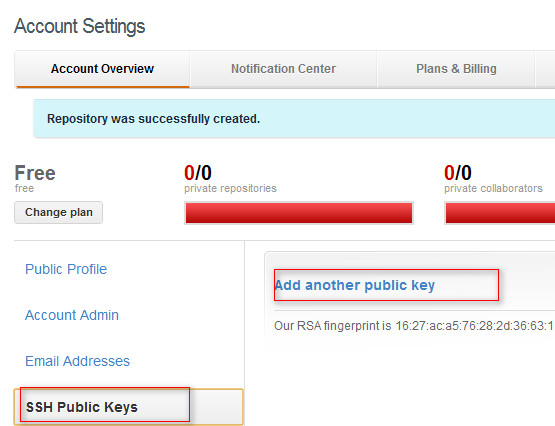 Account Settings
Account Overview Notification Center Plans & Billing
Repository was successfully created.
Free 0/0 0/0
free private repositories private collaborators
Change plan
Public Profile
Add another public key
Account Admin
Our RSA fingerprint is 16:27:ac:a5:76:28:2d:36:63:1
Email Addresses
SSH Public Keys